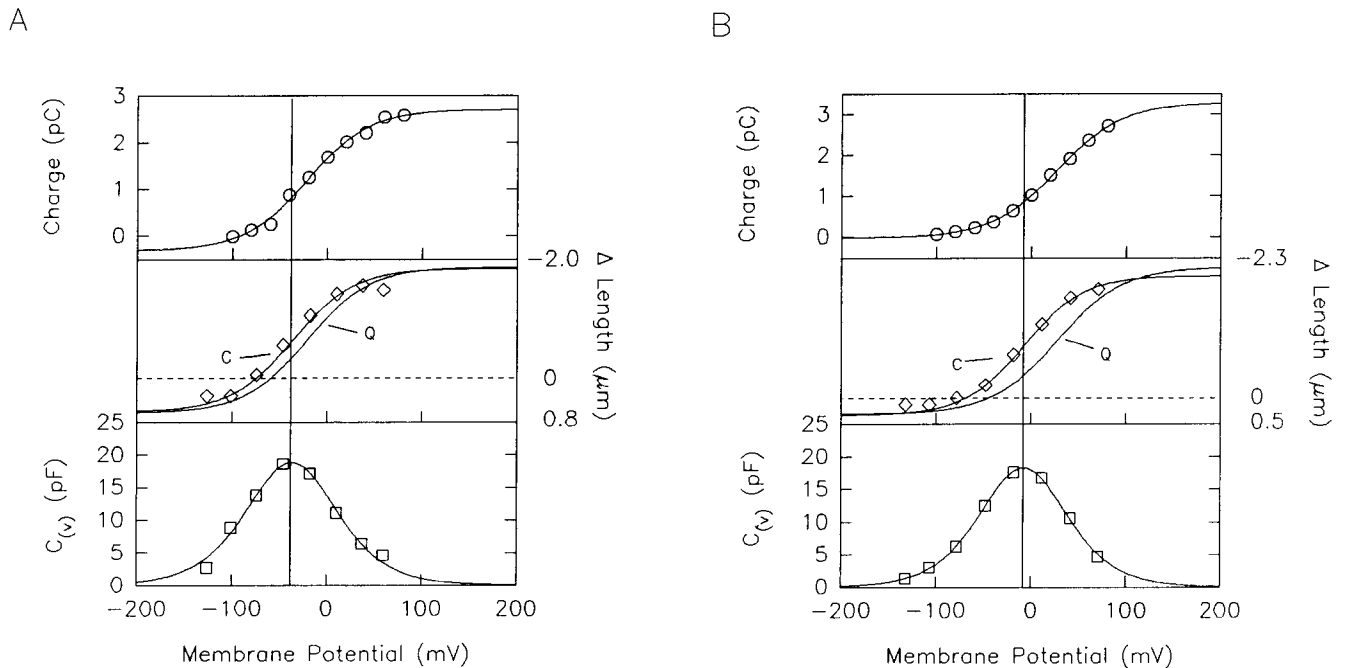 A
B
Charge (pC)
3
2
1
0
Charge (pC)
3
2
1
0
-2.0
0
0.8
Δ Length (μm)
C
Q
-2.3
0
0.5
Δ Length (μm)
C
Q
C(v) (pF)
25
20
15
10
5
0
-200
-100
0
100
200
Membrane Potential (mV)
C(v) (pF)
25
20
15
10
5
0
-200
-100
0
100
200
Membrane Potential (mV)